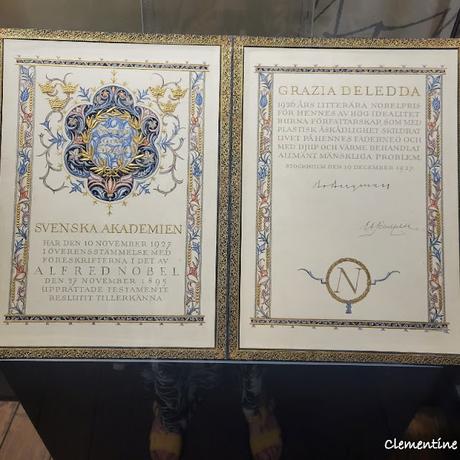 SVENSKA AKADEMIEN
HAR DEN 10 NOVEMBER 1927
I ÖVERENSSTÄMMELSE MED
FÖRESKRIFTERNA I DET AV
ALFRED NOBEL
DEN 27 NOVEMBER 1895
UPPRÄTTADE TESTAMENTE
BESLUTIT TILLERKÄNNA
GRAZIA DELEDDA
1926 ÅRS LITTERÄRA NOBELPRIS
FÖR HENNES AV HÖG IDEALITET
BURNA FÖRFATTARSKAP, SOM MED
PLASTISK ÅSKÅDLIGHET SKILDRAT
LIVET PÅ HENNES FÄDERNEÖ OCH
MED DJUP OCH VÄRME BEHANDLAT
ALLMÄNT MÄNSKLIGA PROBLEM.
STOCKHOLM DEN 10 DECEMBER 1927.
N
Clementine